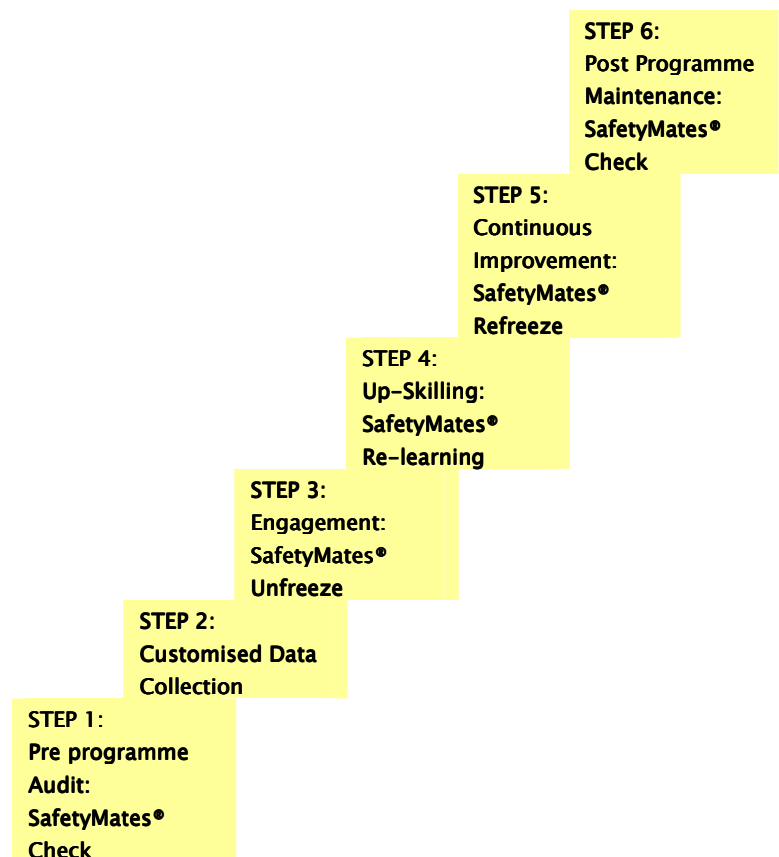 STEP 6:
Post Programme
Maintenance:
SafetyMates®
Check
STEP 5:
Continuous
Improvement:
SafetyMates®
Refreeze
STEP 4:
Up-Skilling:
SafetyMates®
Re-learning
STEP 3:
Engagement:
SafetyMates®
Unfreeze
STEP 2:
Customised Data
Collection
STEP 1:
Pre programme
Audit:
SafetyMates®
Check